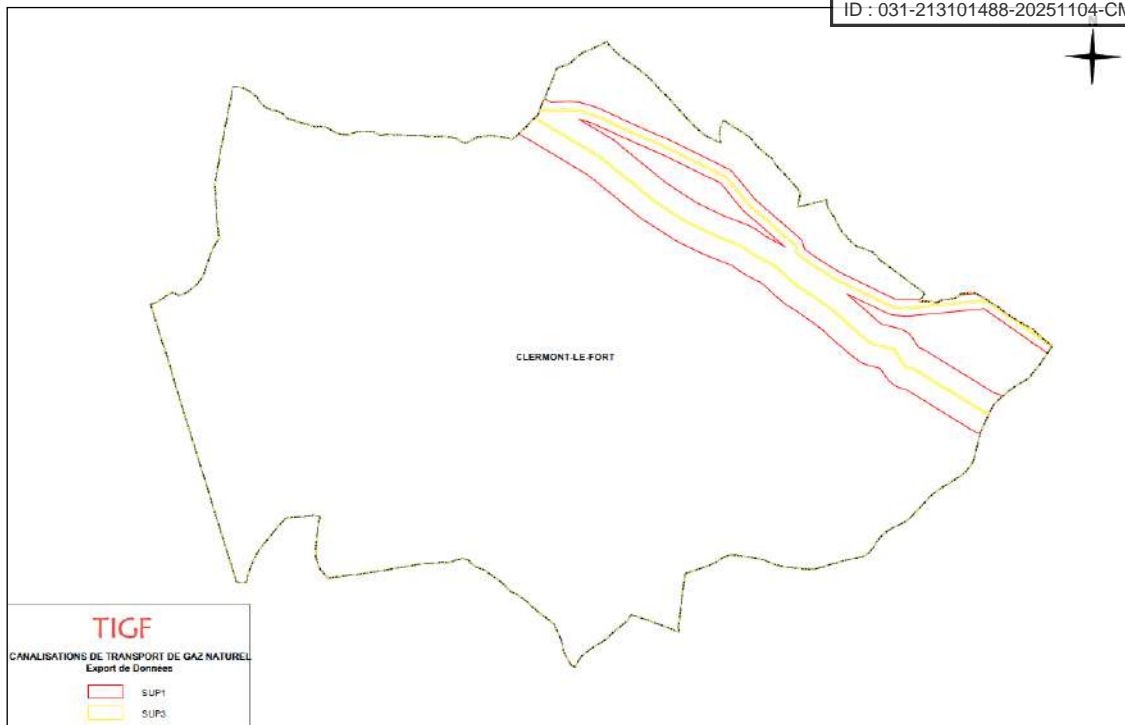 ID : 031-213101488-20251104-CM
N
CLERMONT-LE-FORT
TIGF
CANALISATIONS DE TRANSPORT DE GAZ NATUREL
Export de Donnees
SUP1
SUP3